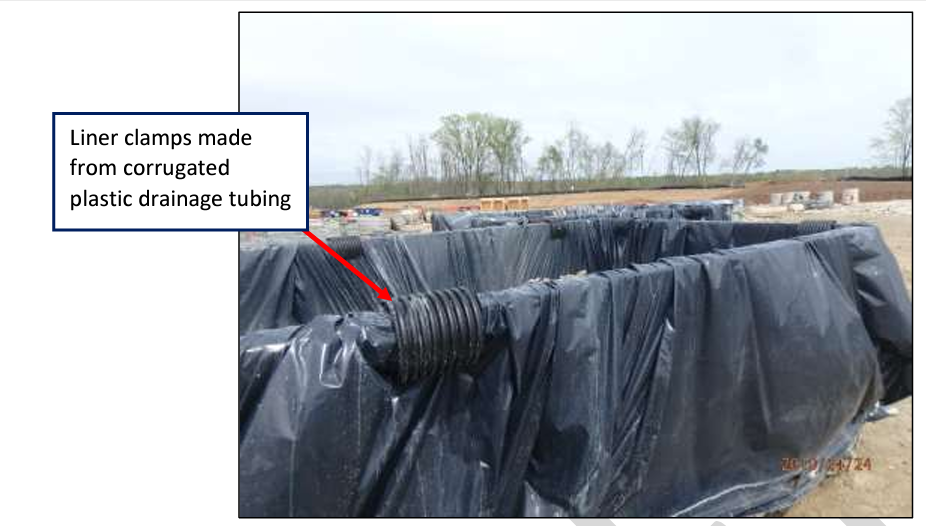 Liner clamps made
from corrugated
plastic drainage tubing